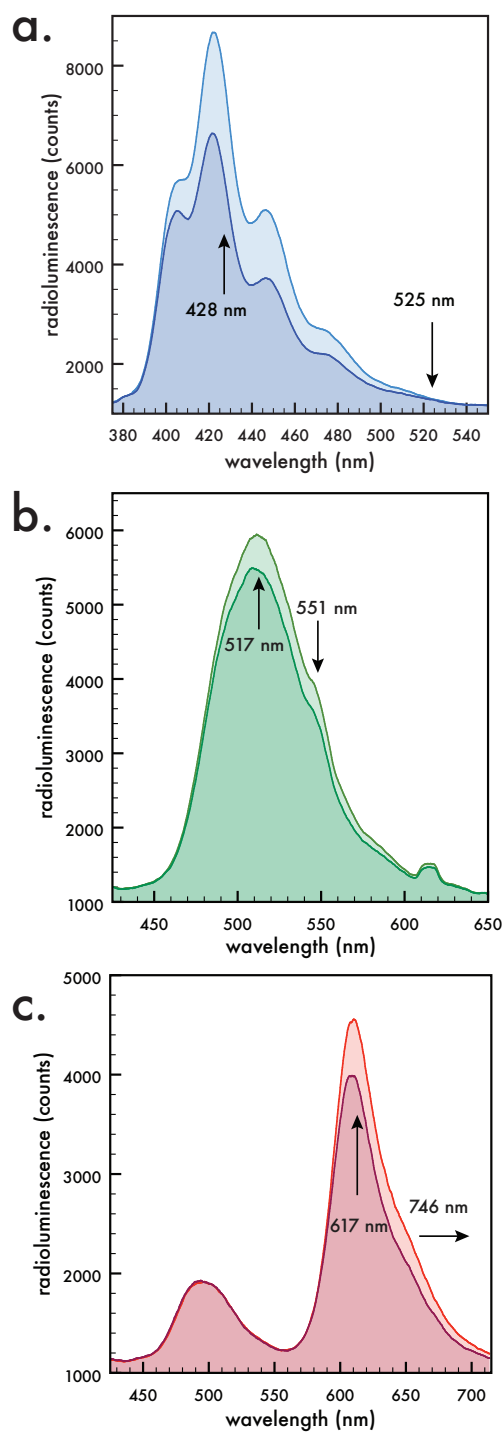 a.
radioluminescence (counts)
8000
6000
4000
2000
428 nm
525 nm
380 400 420 440 460 480 500 520 540
wavelength (nm)
b.
radioluminescence (counts)
6000
5000
4000
3000
2000
1000
517 nm
551 nm
450 500 550 600 650
wavelength (nm)
c.
radioluminescence (counts)
5000
4000
3000
2000
1000
617 nm
746 nm
450 500 550 600 650 700
wavelength (nm)